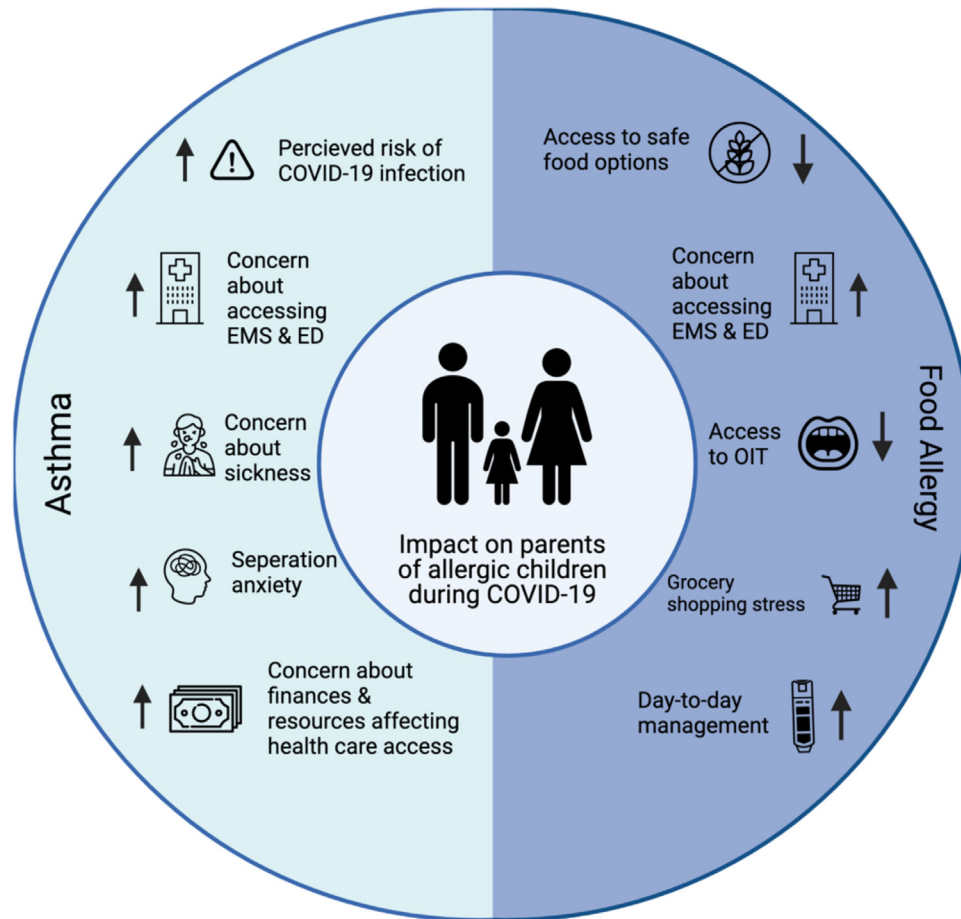 Percieved risk of
COVID-19 infection
Concern
about
accessing
EMS & ED
Concern
about
sickness
Seperation
anxiety
Concern about
finances &
resources affecting
health care access
Asthma
Impact on parents
of allergic children
during COVID-19
Access to safe
food options
Concern
about
accessing
EMS & ED
Access
to OIT
Grocery
shopping stress
Day-to-day
management
Food Allergy